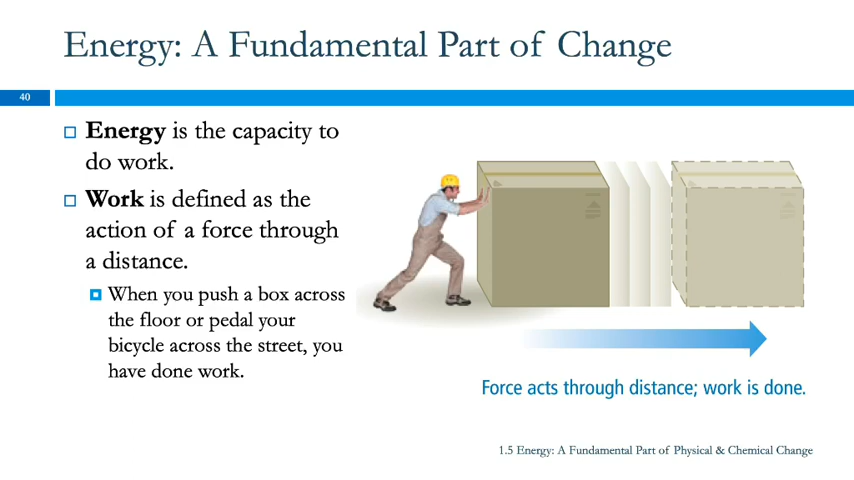 Energy: A Fundamental Part of Change
40
Energy is the capacity to
do work.
Work is defined as the
action of a force through
a distance.
When you push a box across
the floor or pedal your
bicycle across the street, you
have done work.
Force acts through distance; work is done.
1.5 Energy: A Fundamental Part of Physical & Chemical Change